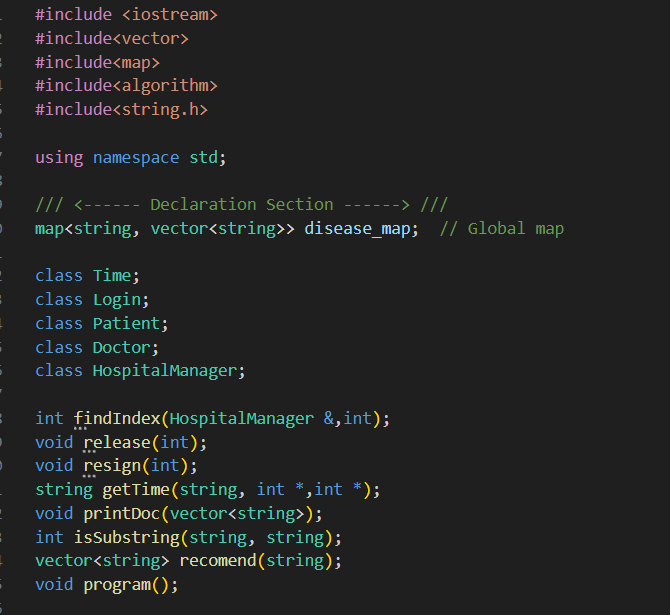 #include <iostream>
#include<vector>
#include<map>
#include<algorithm>
#include<string.h>
using namespace std;
/// <------ Declaration Section ------> ///
map<string, vector<string>> disease_map;  // Global map
class Time;
class Login;
class Patient;
class Doctor;
class HospitalManager;
int findIndex(HospitalManager &,int);
void release(int);
void resign(int);
string getTime(string, int *,int *);
void printDoc(vector<string>);
int isSubstring(string, string);
vector<string> recomend(string);
void program();